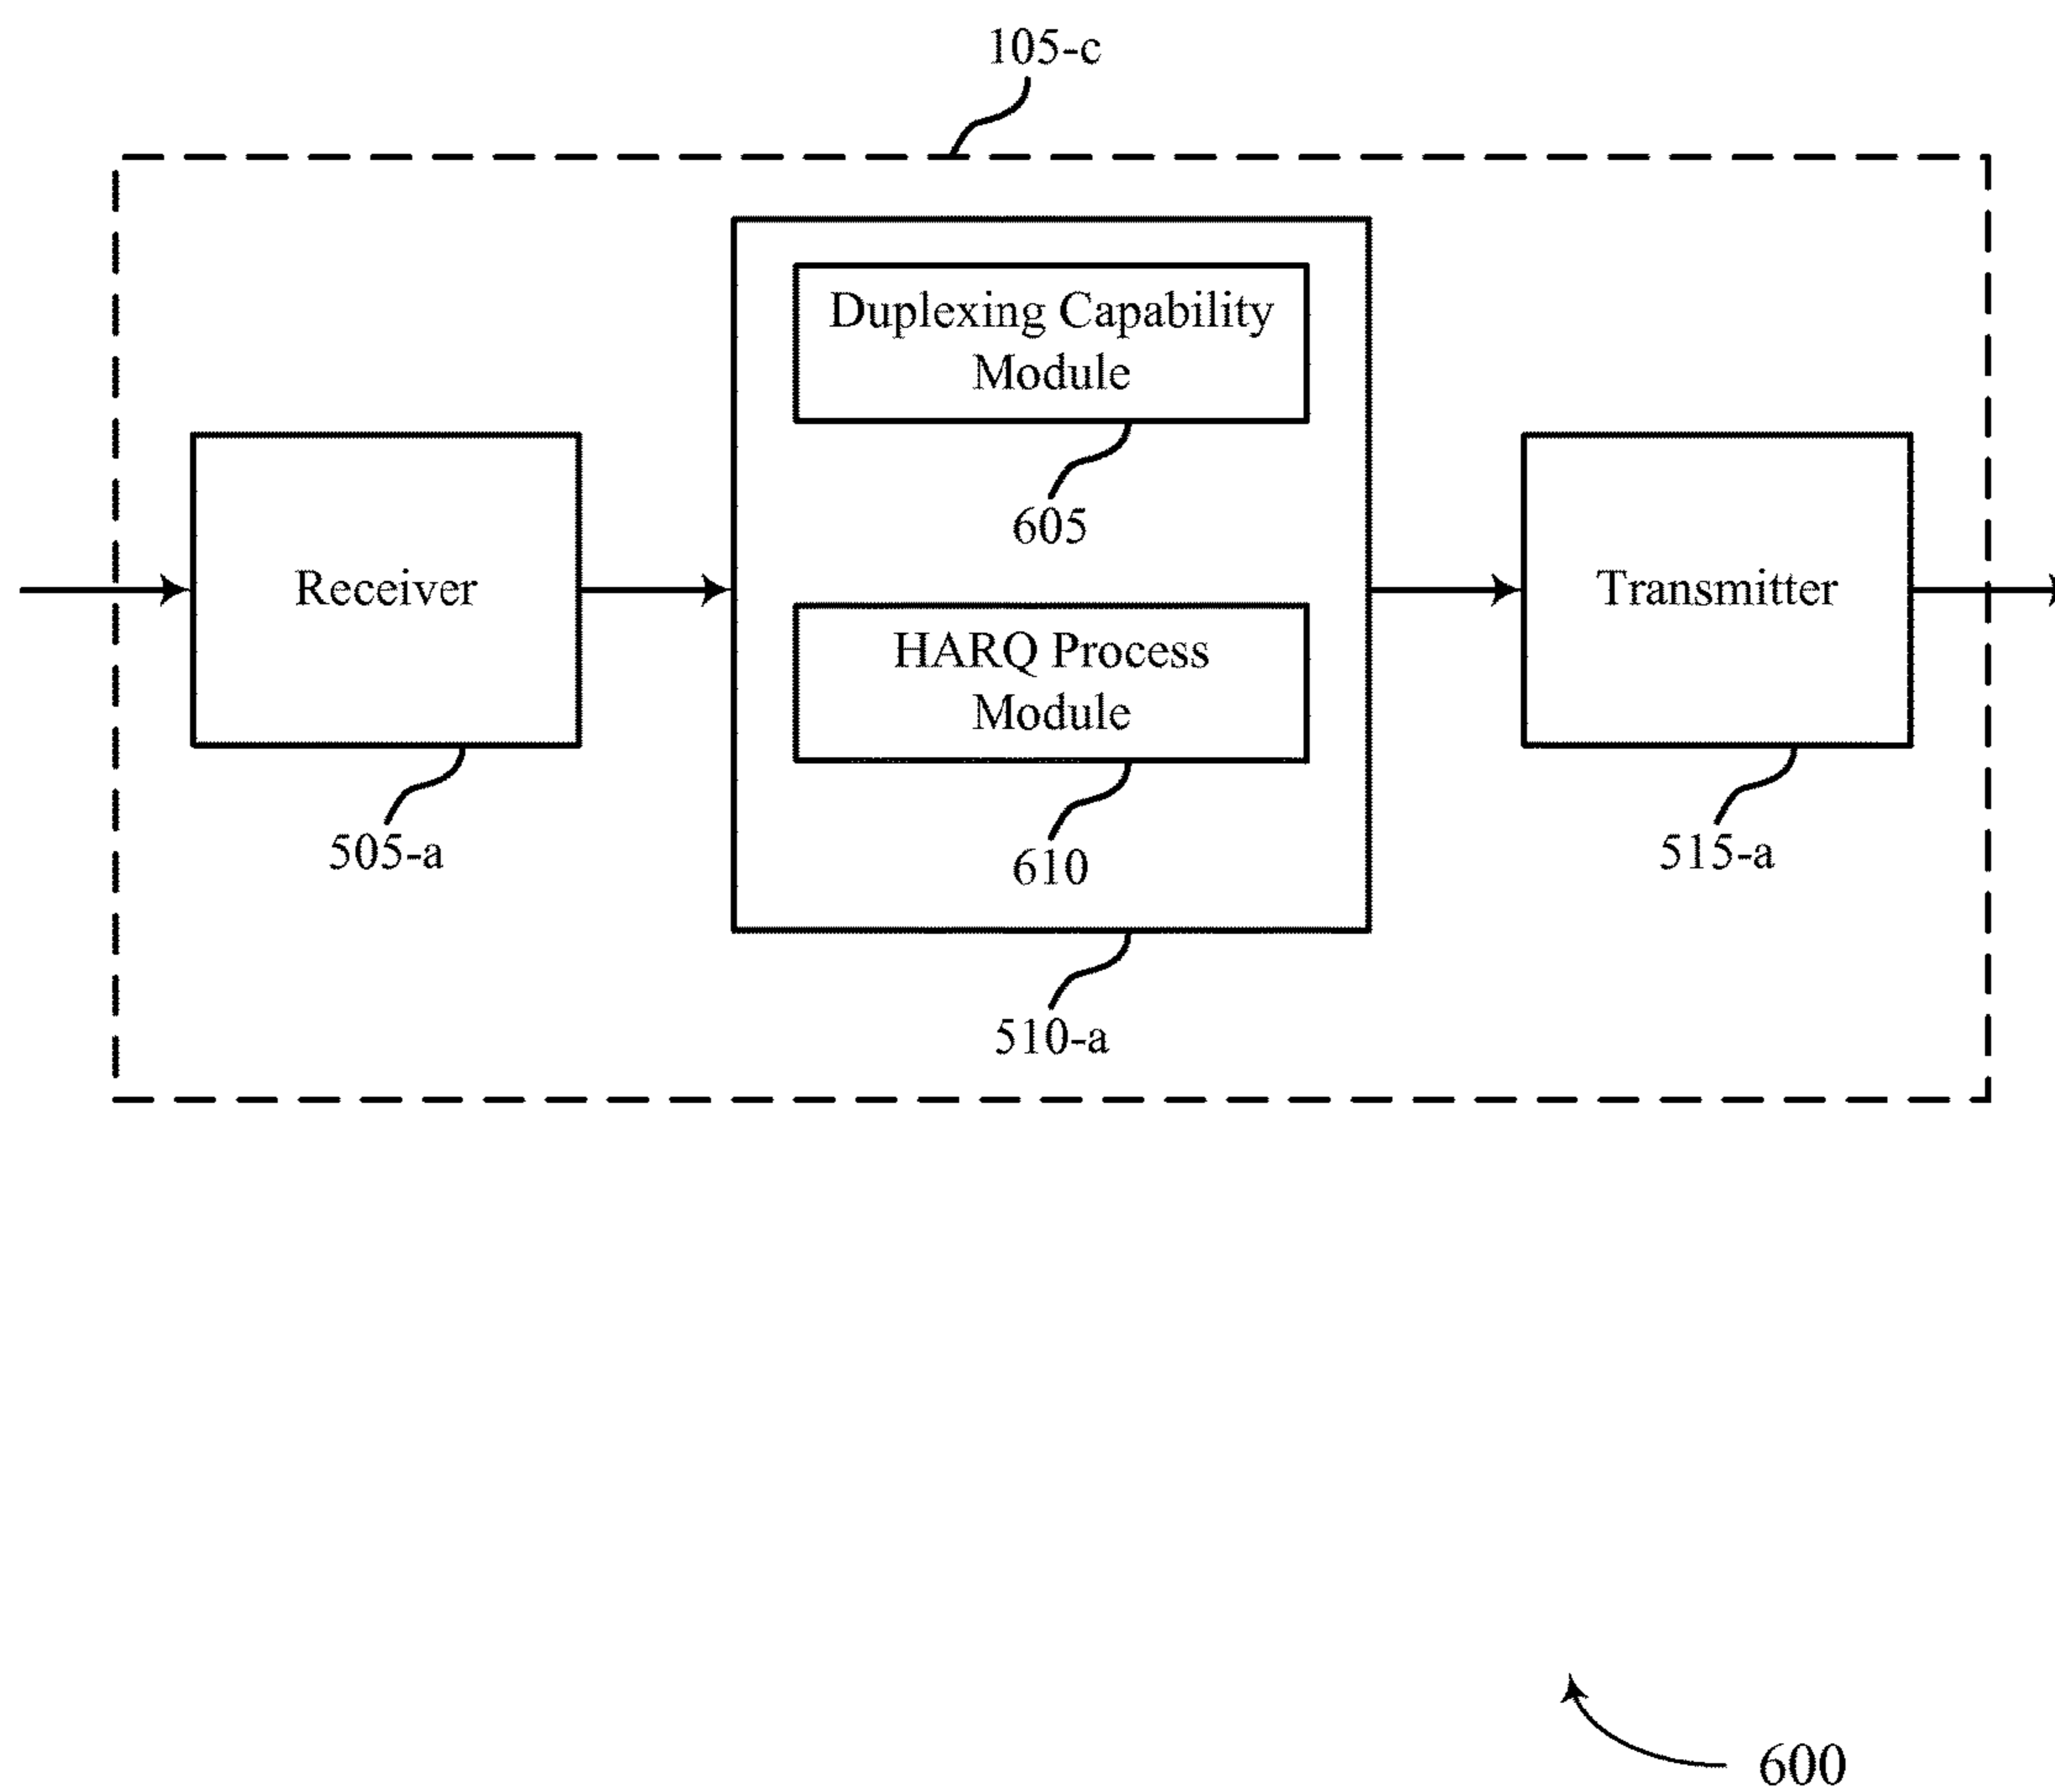 105-c
Duplexing Capability
Module
605
Receiver
HARQ Process
Module
Transmitter
505-a
610
515-a
510-a
600